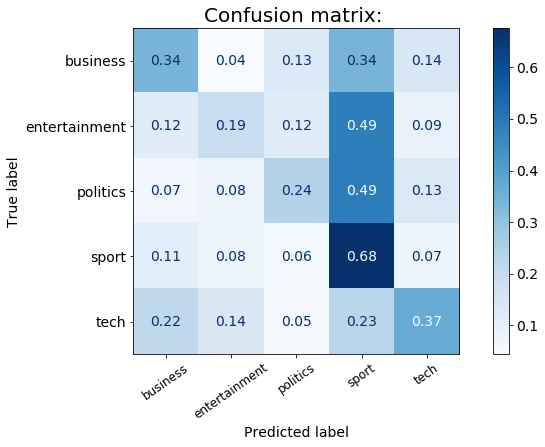 Confusion matrix:
True label
business 0.34 0.04 0.13 0.34 0.14
entertainment 0.12 0.19 0.12 0.49 0.09
politics 0.07 0.08 0.24 0.49 0.13
sport 0.11 0.08 0.06 0.68 0.07
tech 0.22 0.14 0.05 0.23 0.37
business entertainment politics sport tech
Predicted label
0.6
0.5
0.4
0.3
0.2
0.1